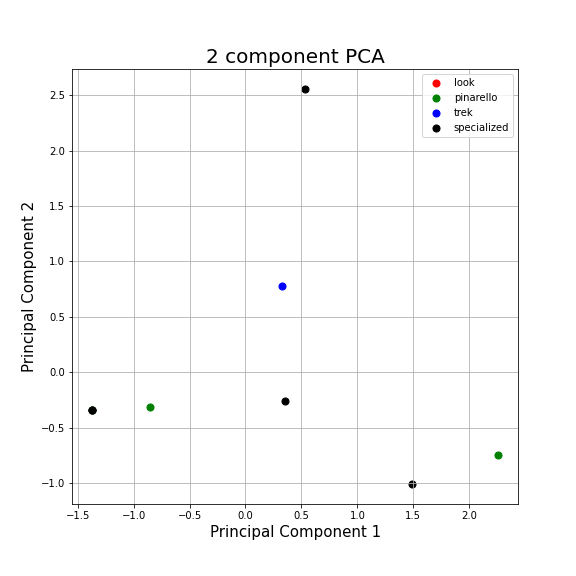 2 component PCA
look
pinarello
trek
specialized
Principal Component 2
2.5
2.0
1.5
1.0
0.5
0.0
−0.5
−1.0
−1.5
−1.0
−0.5
0.0
0.5
1.0
1.5
2.0
Principal Component 1